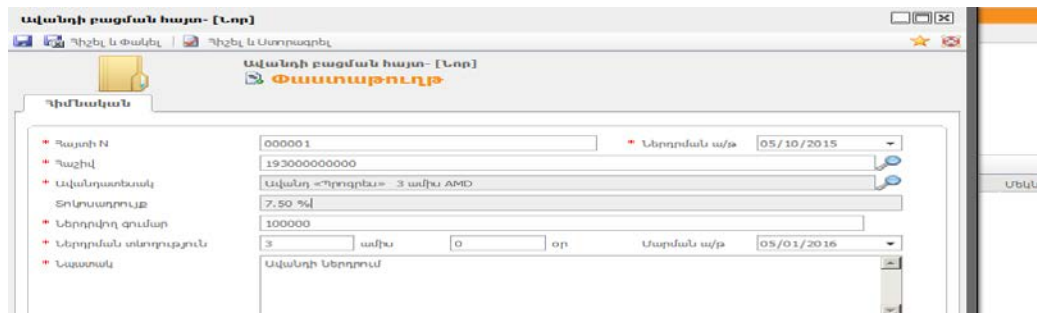 Ավանդի բացման հայտ- [Նոր]
Պիշել և Փակել Պիշել և Ստորագրել
Ավանդի բացման հայտ- [Նոր]
Փաստաթուղթ
Հիմնական
* Հայտի N 000001 * Ներդրման ա/թ 05/10/2015
* Հաշիվ 193000000000
* Ավանդատեսակ Ավանդ «Պրոգրես» 3 ամիս AMD
Տոկոսադրույք 7.50 %
* Ներդրվող գումար 100000
* Ներդրման տևողություն 3 ամիս 0 օր Մարման ա/թ 05/01/2016
* Նպատակ Ավանդի Ներդրում